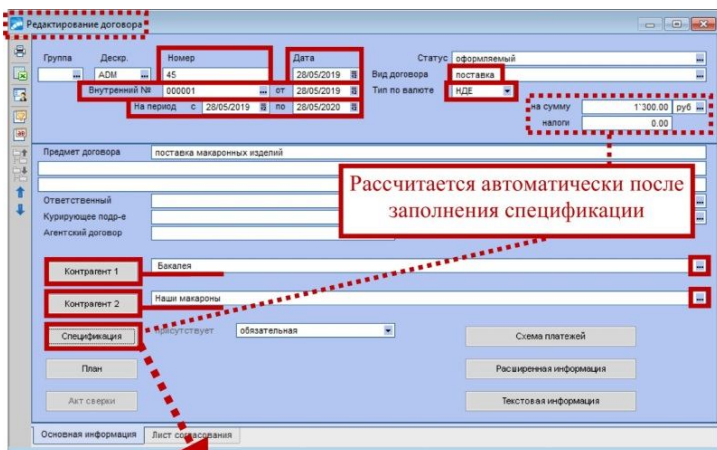 Редактирование договора
Группа Дескр. Номер Дата Статус оформляемый
ADM 45 28/05/2019 Вид договора поставка
Внутренний № 000001 от 28/05/2019 Тип по валюте НДЕ
На период с 28/05/2019 по 28/05/2020 на сумму 1`300.00 руб
налоги 0.00
Предмет договора поставка макаронных изделий
Рассчитается автоматически после
заполнения спецификации
Ответственный
Курирующее подр-е
Агентский договор
Контрагент 1 Бакалея
Контрагент 2 Наши макароны
Спецификация присутствует обязательная Схема платежей
План Расширенная информация
Акт сверки Текстовая информация
Основная информация Лист согласования